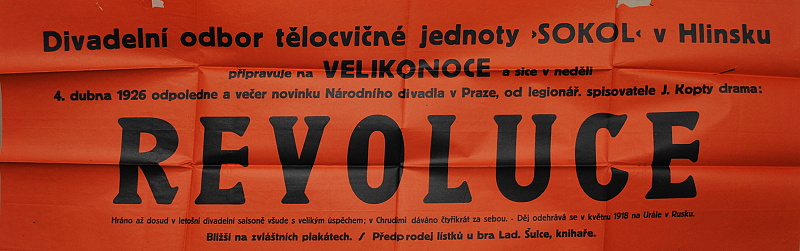 Divadelní odbor tělocvičné jednoty ›SOKOL‹ v Hlinsku
připravuje na VELIKONOCE a sice v neděli
4. dubna 1926 odpoledne a večer novinku Národního divadla v Praze, od legionář. spisovatele J. Kopty drama:
REVOLUCE
Hráno až dosud v letošní divadelní saisoně všude s velikým úspěchem; v Chrudimi dáváno čtyřikrát za sebou. - Děj odehrává se v květnu 1918 na Urále v Rusku.
Bližší na zvláštních plakátech. / Předprodej lístků u bra Lad. Šulce, knihaře.